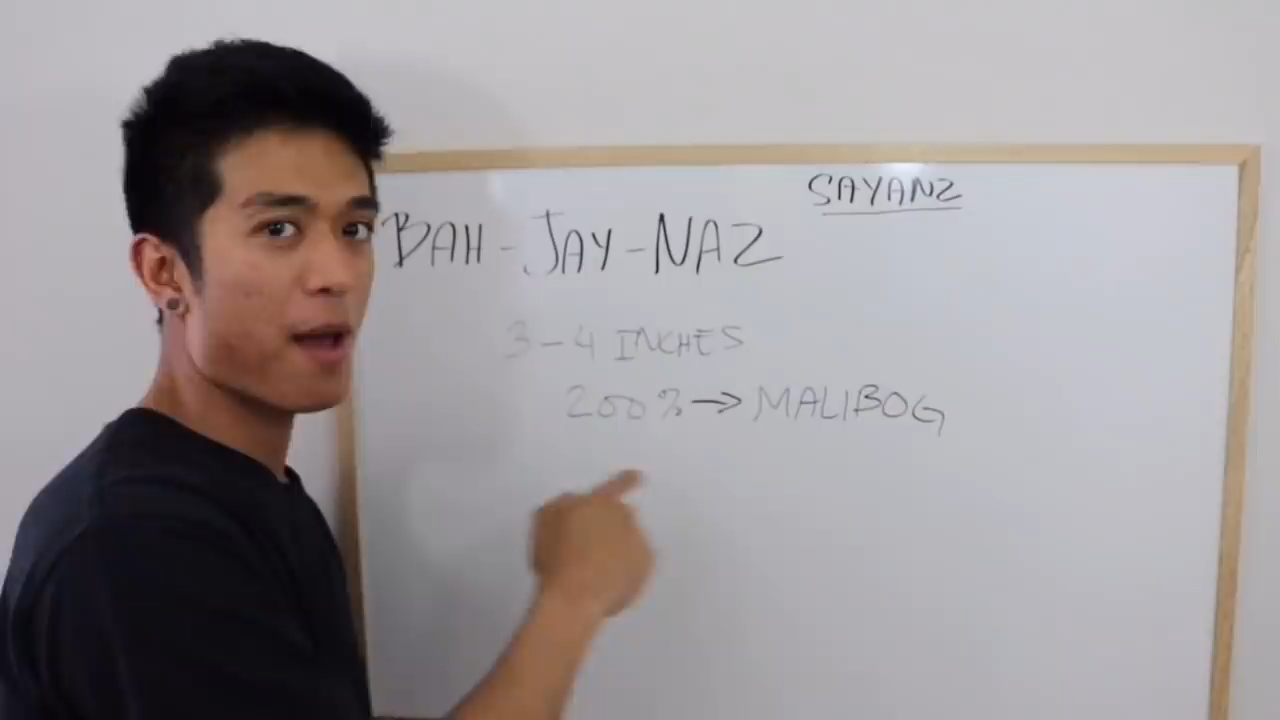 SAYANZ
BAH-JAY-NAZ
3-4 INCHES
200% → MALIBOG